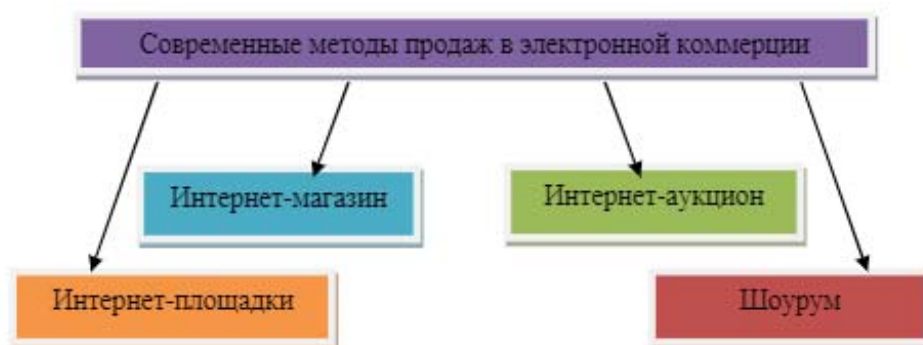 Современные методы продаж в электронной коммерции
Интернет-магазин
Интернет-аукцион
Интернет-площадки
Шоурум